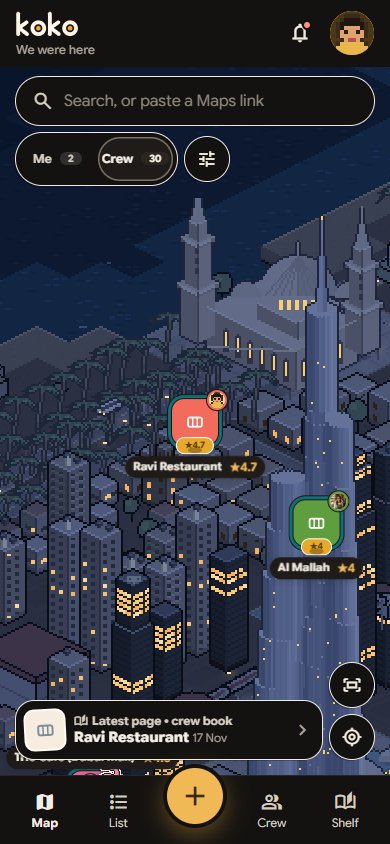 koko
We were here
Search, or paste a Maps link
Me 2 Crew 30
★4.7
Ravi Restaurant ★4.7
★4
Al Mallah ★4
Latest page • crew book
Ravi Restaurant 17 Nov
Map List Crew Shelf